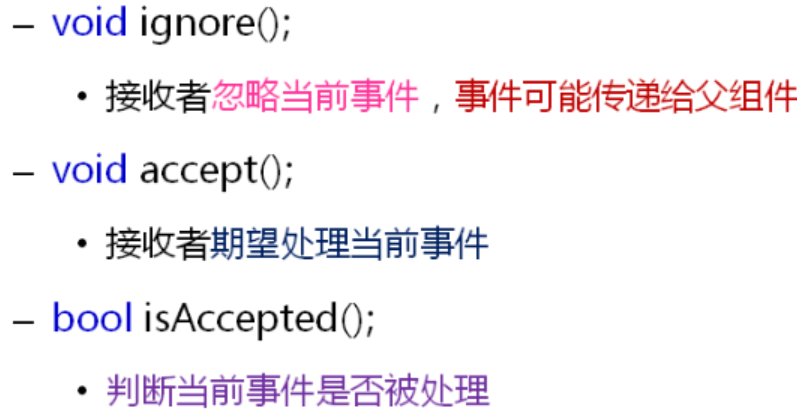 – void ignore();
• 接收者忽略当前事件，事件可能传递给父组件
– void accept();
• 接收者期望处理当前事件
– bool isAccepted();
• 判断当前事件是否被处理